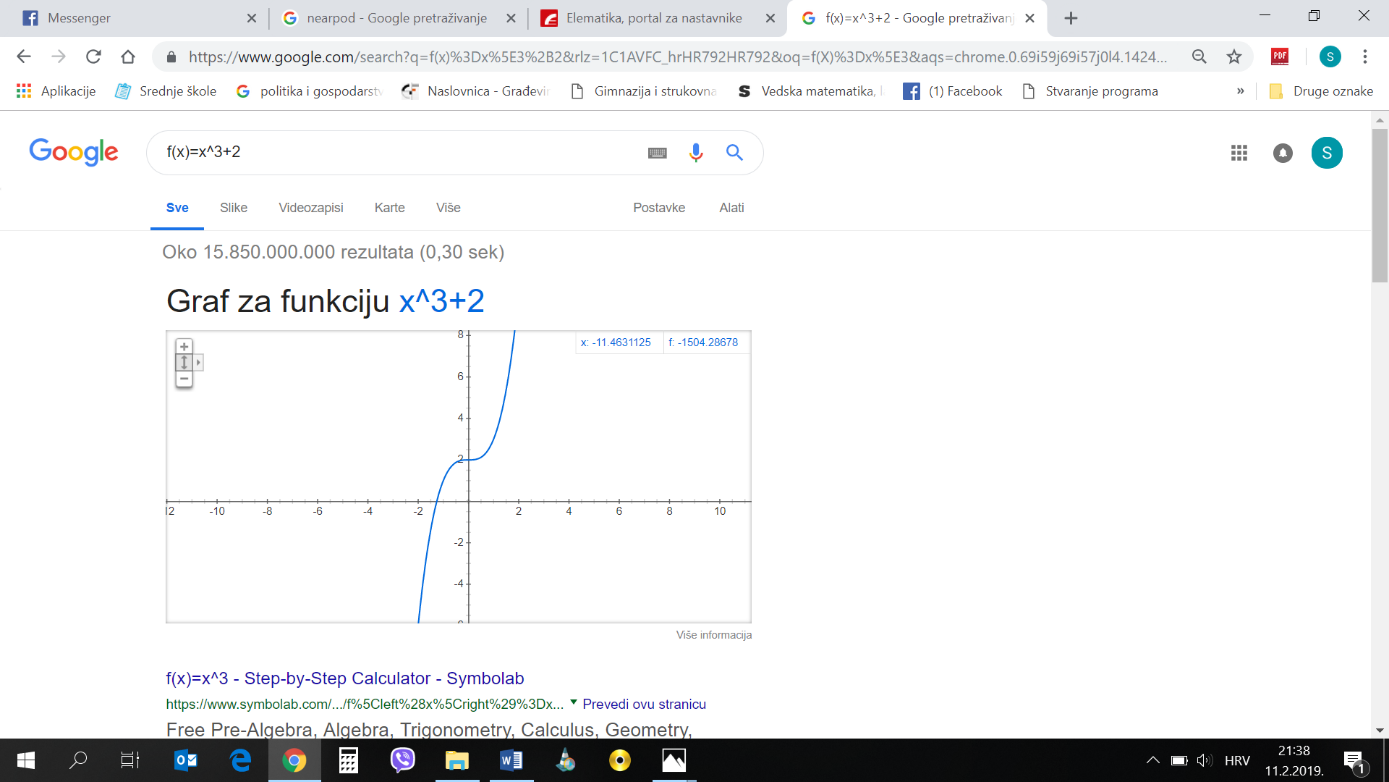 Messenger
nearpod - Google pretraživanje
Elematika, portal za nastavnike
f(x)=x^3+2 - Google pretraživanj
https://www.google.com/search?q=f(x)%3Dx%5E3%2B2&rlz=1C1AVFC_hrHR792HR792&oq=f(X)%3Dx%5E3&aqs=chrome.0.69i59j69i57j0l4.1424...
PDF
S
Aplikacije
Srednje škole
politika i gospodarstv
Naslovnica - Građevin
Gimnazija i strukovna
Vedska matematika,
(1) Facebook
Stvaranje programa
»
Druge oznake
Google
f(x)=x^3+2
S
Sve
Slike
Videozapisi
Karte
Više
Postavke
Alati
Oko 15.850.000.000 rezultata (0,30 sek)
Graf za funkciju x^3+2
x: -11.4631125
f: -1504.28678
8
6
4
2
12 -10 -8 -6 -4 -2 2 4 6 8 10
-2
-4
Više informacija
f(x)=x^3 - Step-by-Step Calculator - Symbolab
https://www.symbolab.com/.../f%5Cleft%28x%5Cright%29%3Dx... ▼ Prevedi ovu stranicu
Free Pre-Algebra, Algebra, Trigonometry, Calculus, Geometry,
HRV
21:38
11.2.2019.
1